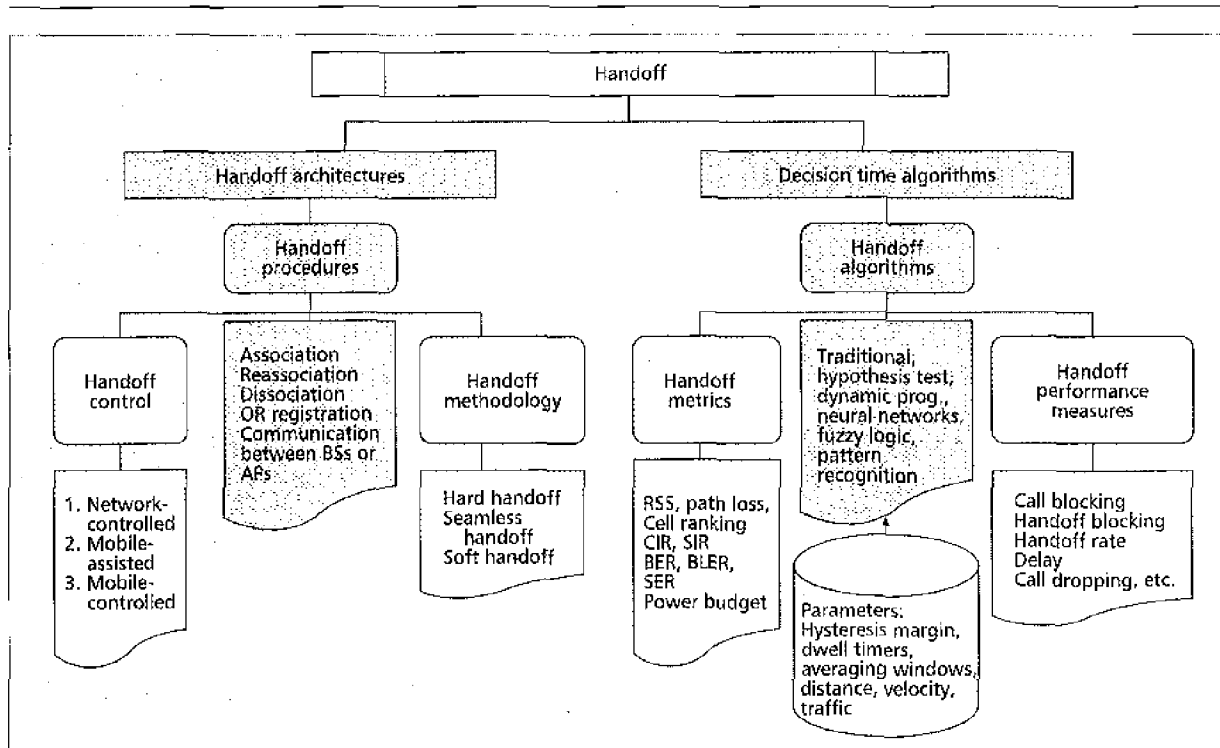 Handoff
Handoff architectures
Decision time algorithms
Handoff
procedures
Handoff
algorithms
Handoff
control
Association
Reassociation
Dissociation
OR registration
Communication
between BSs or
APs
Handoff
methodology
Handoff
metrics
Traditional,
hypothesis test,
dynamic prog.,
neural networks,
fuzzy logic,
pattern
recognition
Handoff
performance
measures
1. Network-
controlled
2. Mobile-
assisted
3. Mobile-
controlled
Hard handoff
Seamless
handoff
Soft handoff
RSS, path loss,
Cell ranking
CIR, SIR
BER, BLER,
SER
Power budget
Parameters:
Hysteresis margin,
dwell timers,
averaging windows,
distance, velocity,
traffic
Call blocking
Handoff blocking
Handoff rate
Delay
Call dropping, etc.